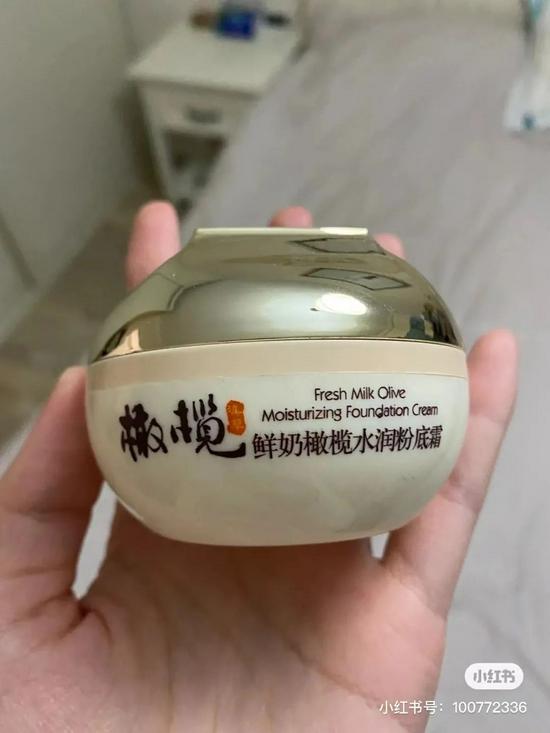 Fresh Milk Olive
Moisturizing Foundation Cream
橄榄
鲜奶橄榄水润粉底霜
小红书
小红书号：100772336